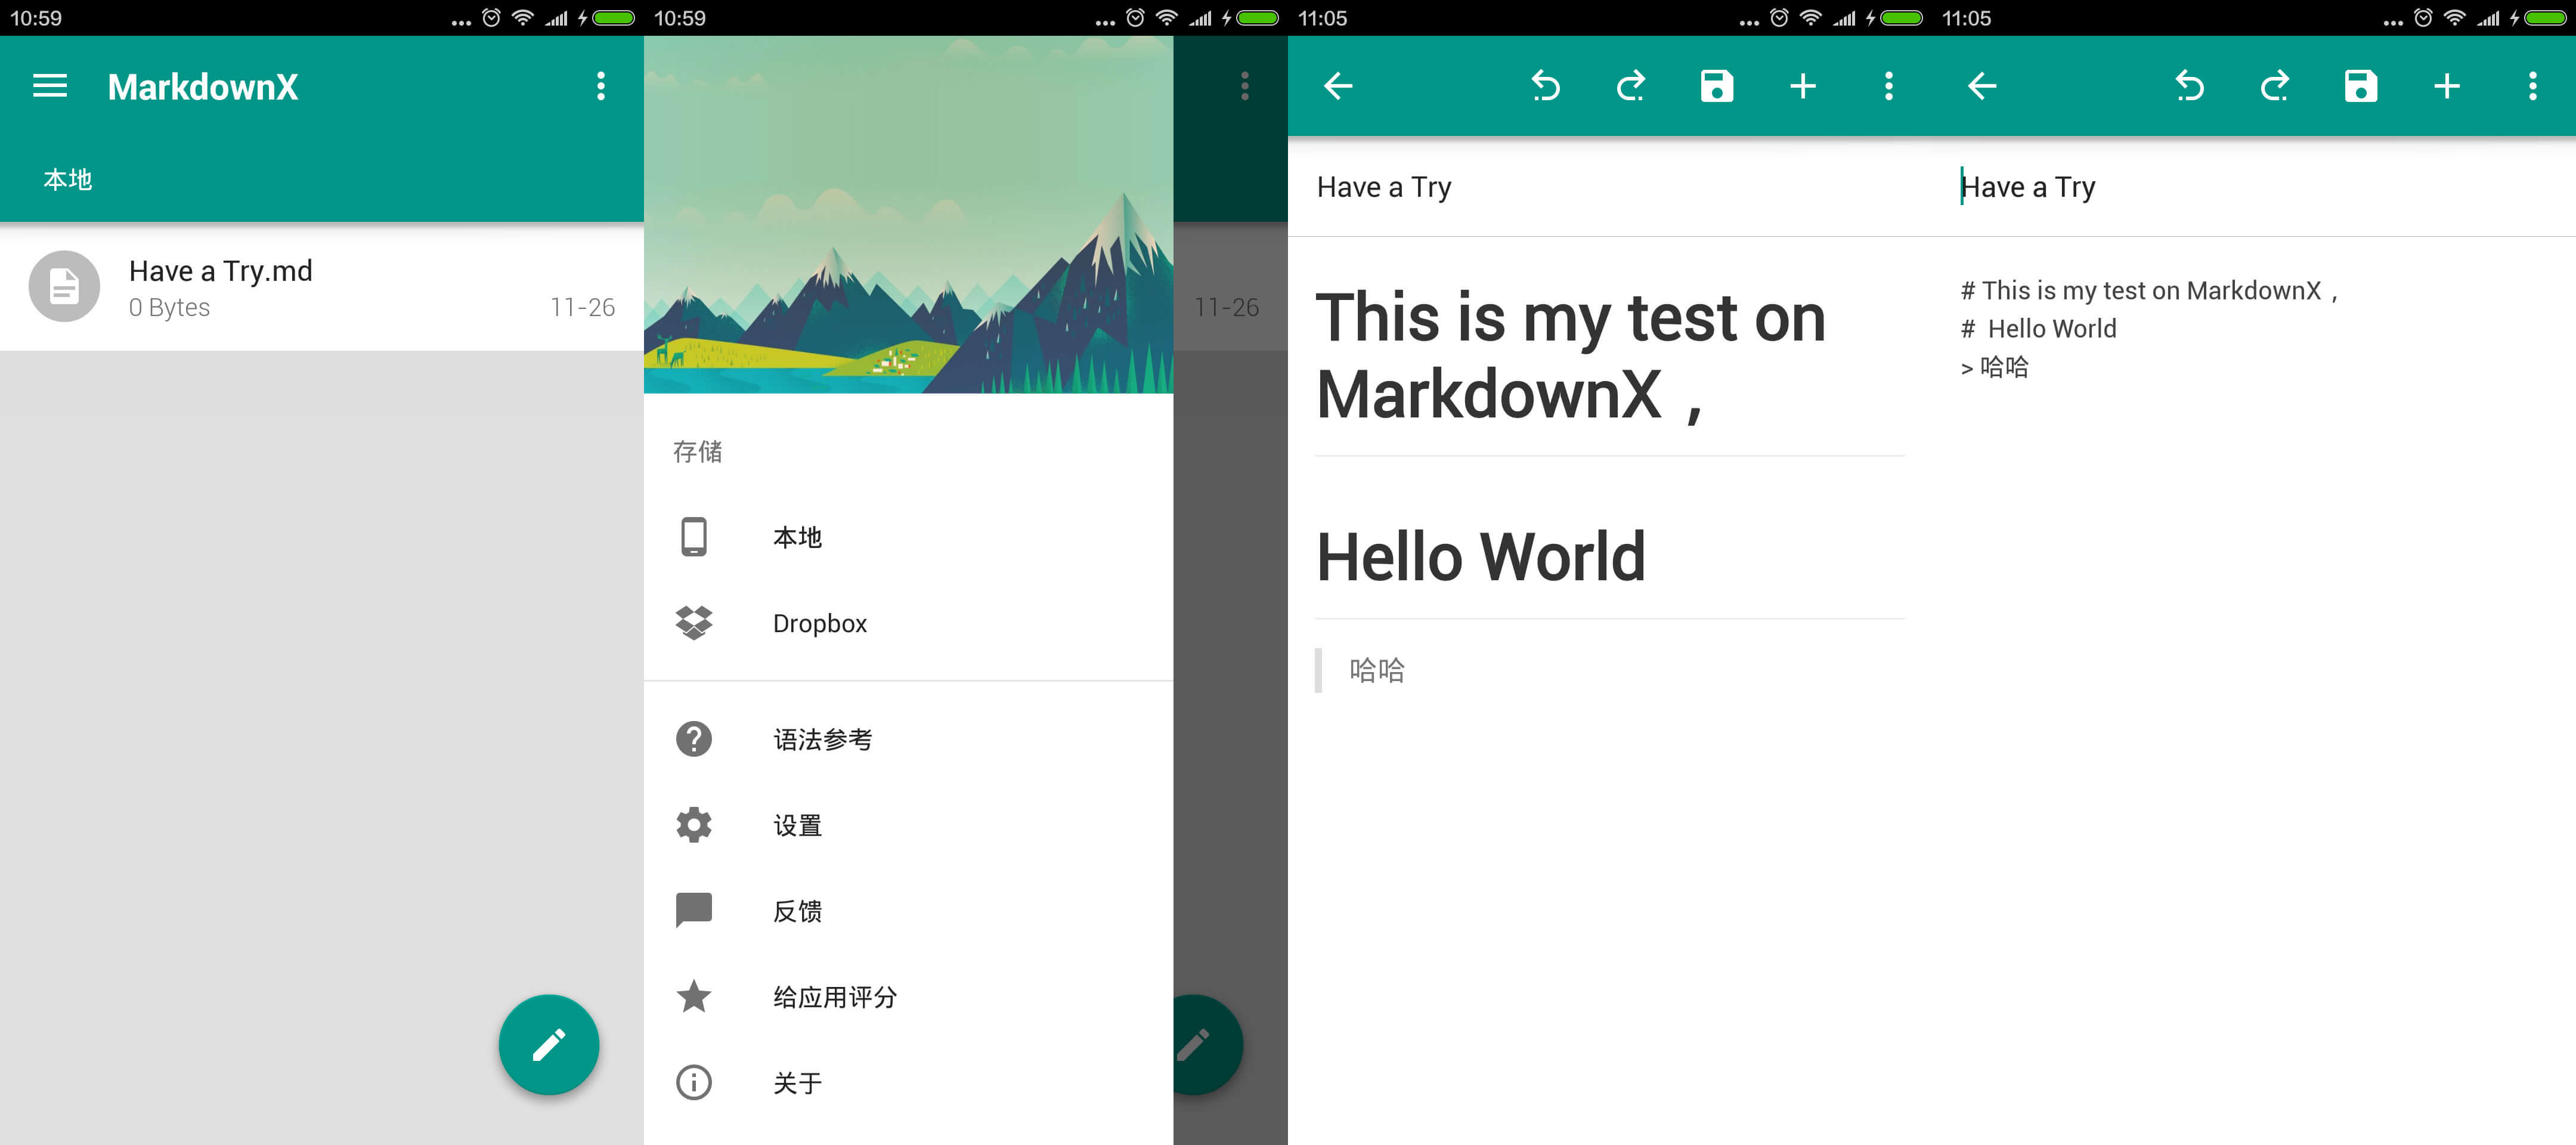 10:59
MarkdownX
本地
Have a Try.md
0 Bytes
11-26
10:59
11-26
存储
本地
Dropbox
语法参考
设置
反馈
给应用评分
关于
11:05
Have a Try
This is my test on
MarkdownX，
Hello World
哈哈
11:05
Have a Try
# This is my test on MarkdownX，
#  Hello World
> 哈哈